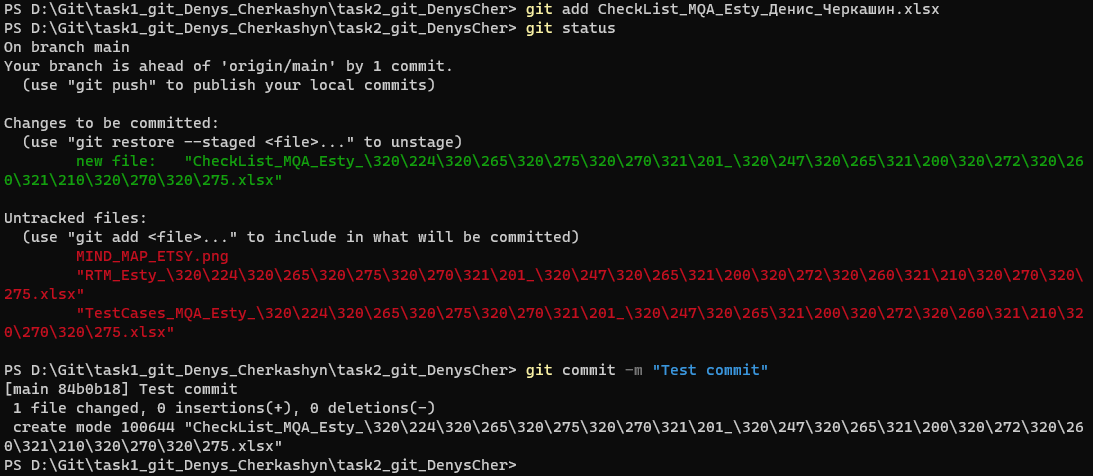 PS D:\Git\task1_git_Denys_Cherkashyn\task2_git_DenysCher> git add CheckList_MQA_Esty_Денис_Черкашин.xlsx
PS D:\Git\task1_git_Denys_Cherkashyn\task2_git_DenysCher> git status
On branch main
Your branch is ahead of 'origin/main' by 1 commit.
  (use "git push" to publish your local commits)

Changes to be committed:
  (use "git restore --staged <file>..." to unstage)
        new file:   "CheckList_MQA_Esty_\320\224\320\265\320\275\320\270\321\201_\320\247\320\265\321\200\320\272\320\26
0\321\210\320\270\320\275.xlsx"

Untracked files:
  (use "git add <file>..." to include in what will be committed)
        MIND_MAP_ETSY.png
        "RTM_Esty_\320\224\320\265\320\275\320\270\321\201_\320\247\320\265\321\200\320\272\320\260\321\210\320\270\320\
275.xlsx"
        "TestCases_MQA_Esty_\320\224\320\265\320\275\320\270\321\201_\320\247\320\265\321\200\320\272\320\260\321\210\32
0\270\320\275.xlsx"

PS D:\Git\task1_git_Denys_Cherkashyn\task2_git_DenysCher> git commit -m "Test commit"
[main 84b0b18] Test commit
 1 file changed, 0 insertions(+), 0 deletions(-)
 create mode 100644 "CheckList_MQA_Esty_\320\224\320\265\320\275\320\270\321\201_\320\247\320\265\321\200\320\272\320\26
0\321\210\320\270\320\275.xlsx"
PS D:\Git\task1_git_Denys_Cherkashyn\task2_git_DenysCher>